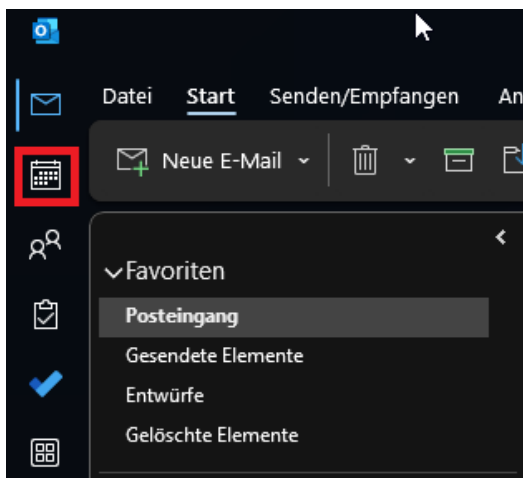 Datei Start Senden/Empfangen
Neue E-Mail
Favoriten
Posteingang
Gesendete Elemente
Entwürfe
Gelöschte Elemente